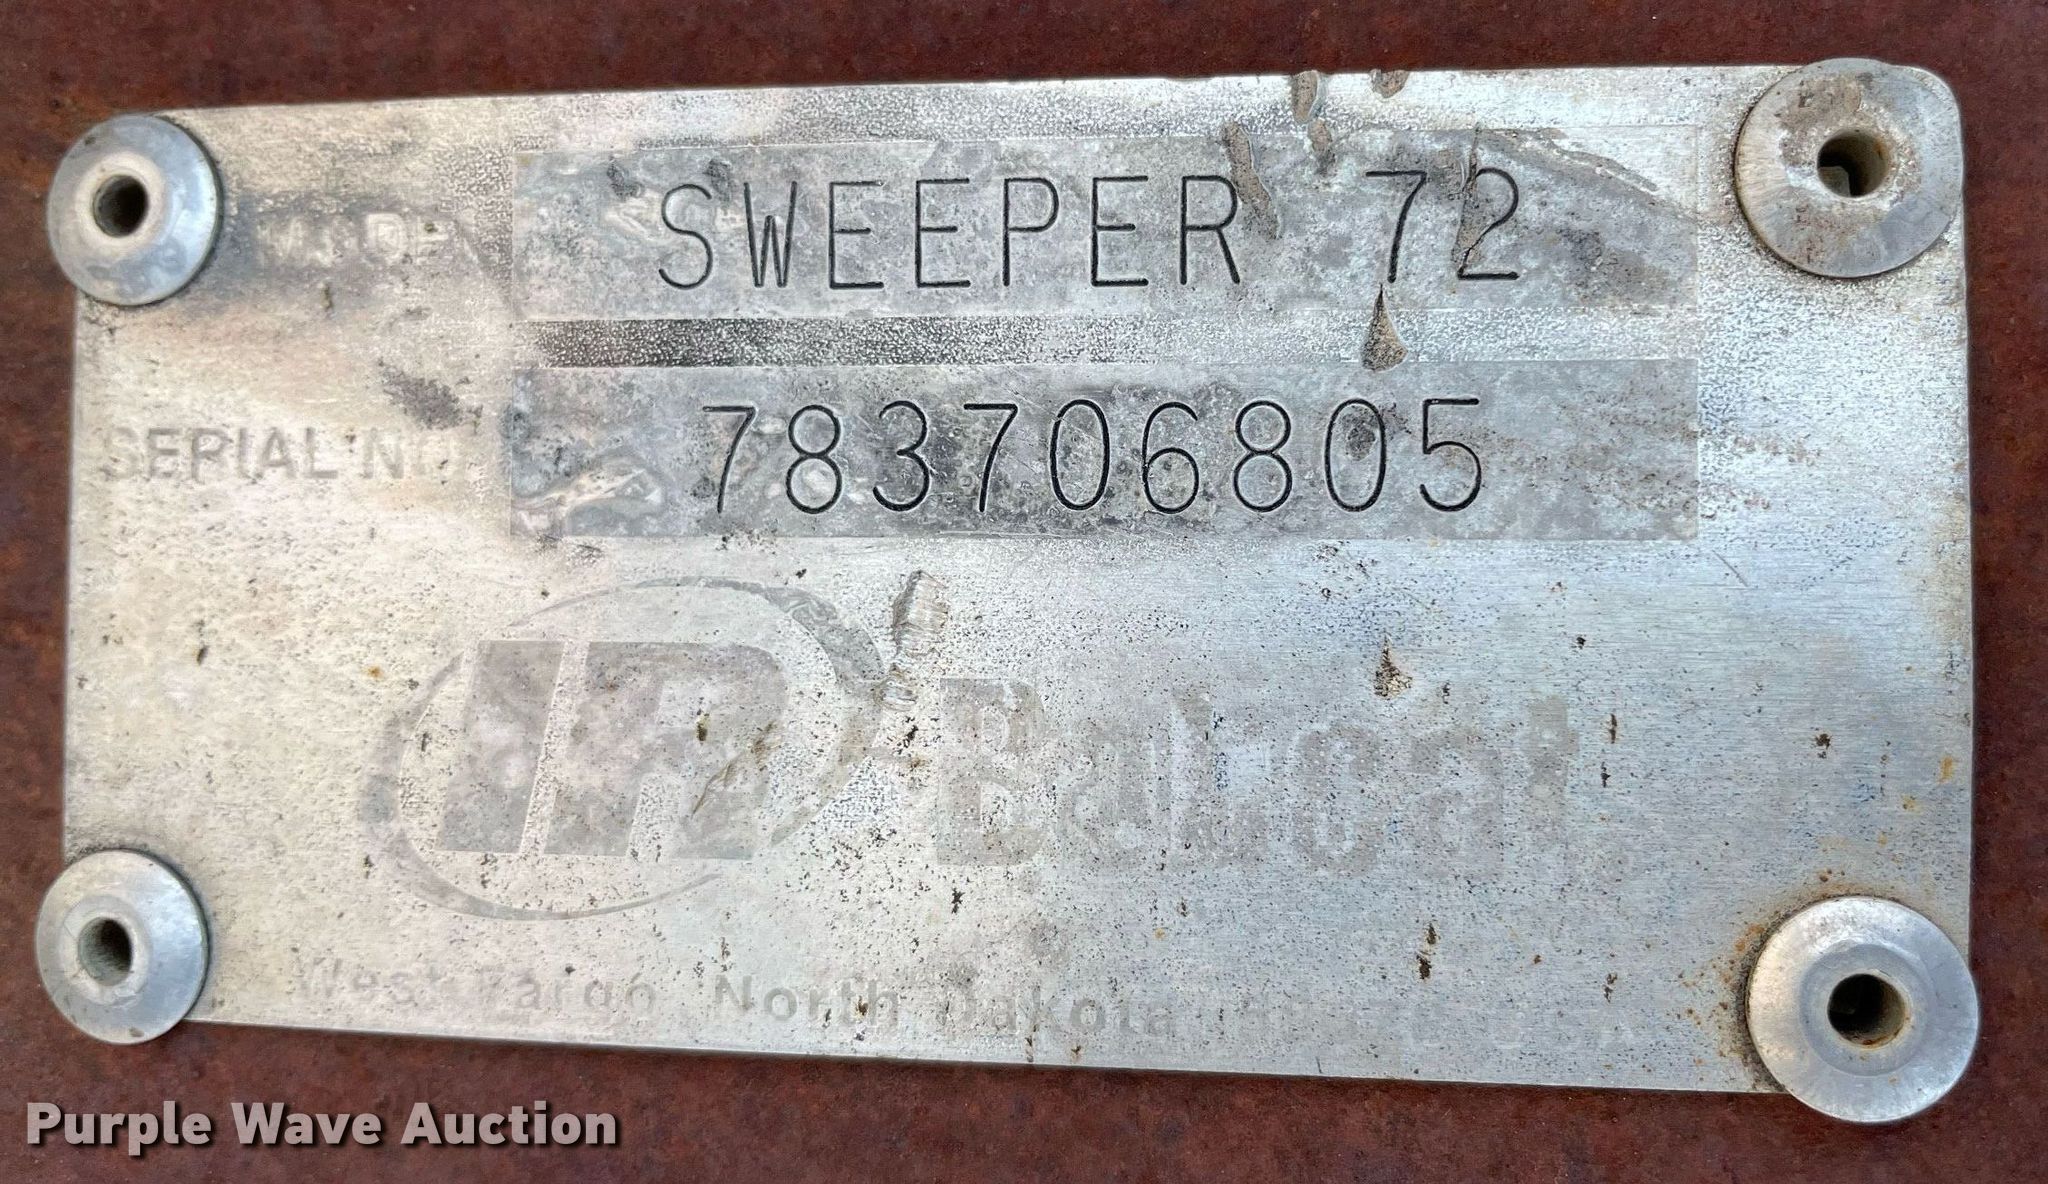 MODEL SWEEPER 72
SERIAL NO. 783706805
IR Bobcat
West Fargo, North Dakota
Purple Wave Auction